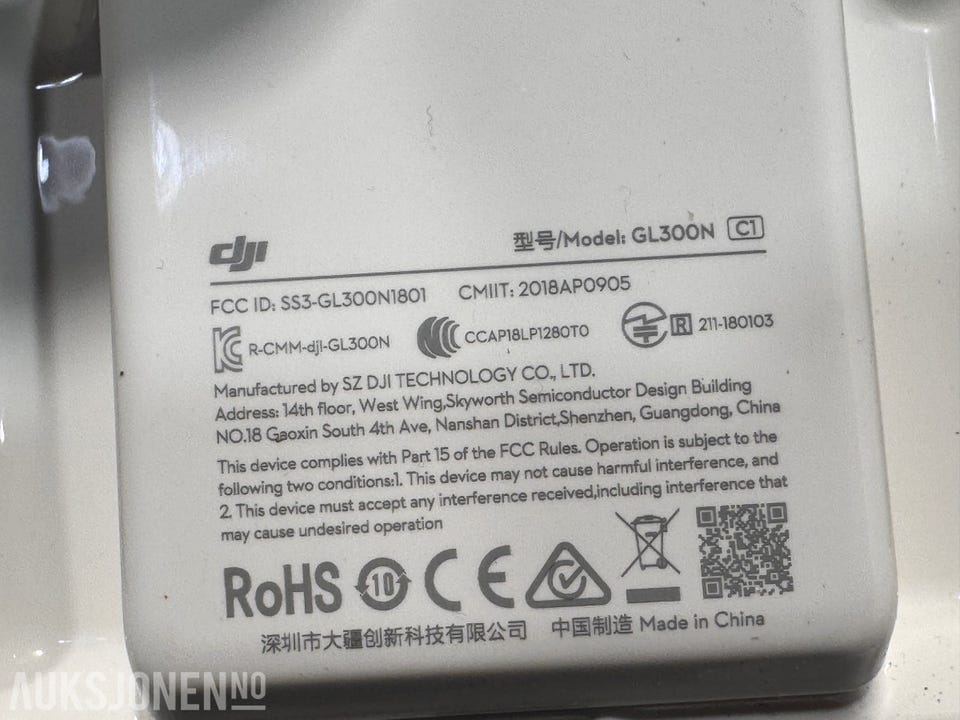 dji
型号/Model: GL300N C1
FCC ID: SS3-GL300N1801 CMIIT: 2018AP0905
R-CMM-djI-GL300N CCAP18LP1280T0 R 211-180103
Manufactured by SZ DJI TECHNOLOGY CO., LTD.
Address: 14th floor, West Wing,Skyworth Semiconductor Design Building
NO.18 Gaoxin South 4th Ave, Nanshan District,Shenzhen, Guangdong, China
This device complies with Part 15 of the FCC Rules. Operation is subject to the
following two conditions:1. This device may not cause harmful interference, and
2. This device must accept any interference received,including interference that
may cause undesired operation
RoHS 10 CE
深圳市大疆创新科技有限公司 中国制造 Made in China
AUKSJONEN NO